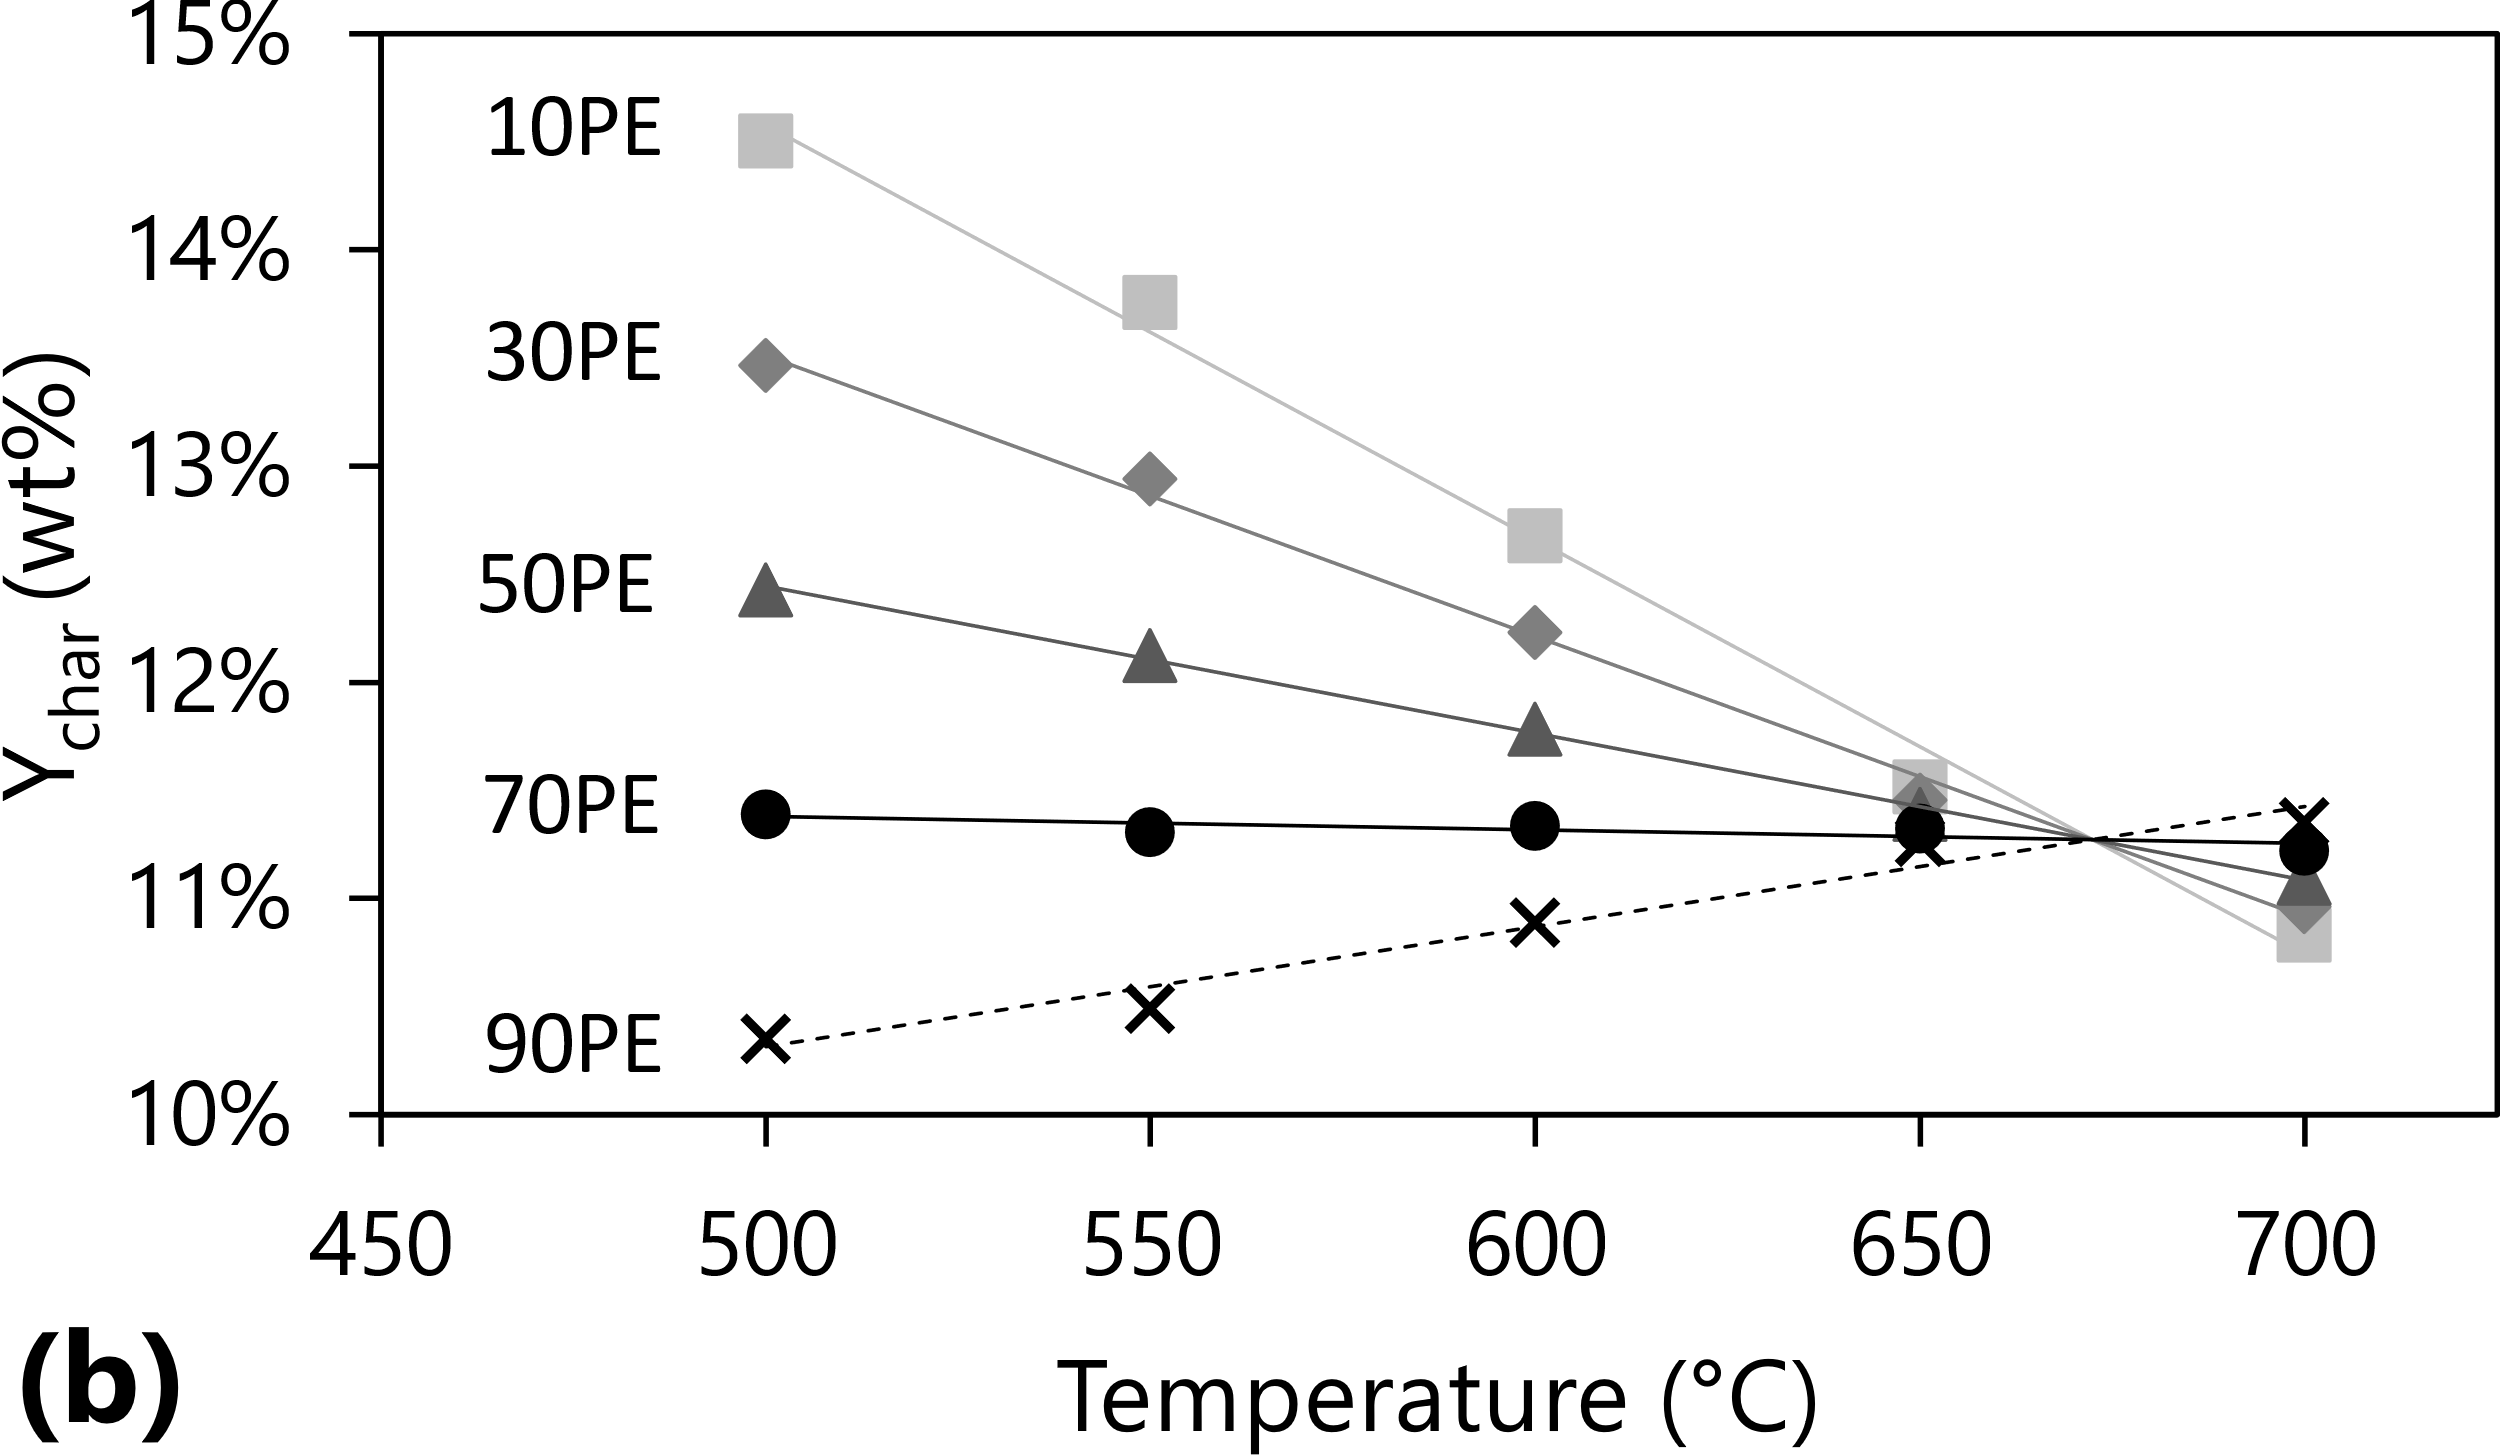 15%
10PE
14%
30PE
13%
50PE
12%
70PE
11%
90PE
10%
Ychar (wt%)
450 500 550 600 650 700
(b)
Temperature (°C)